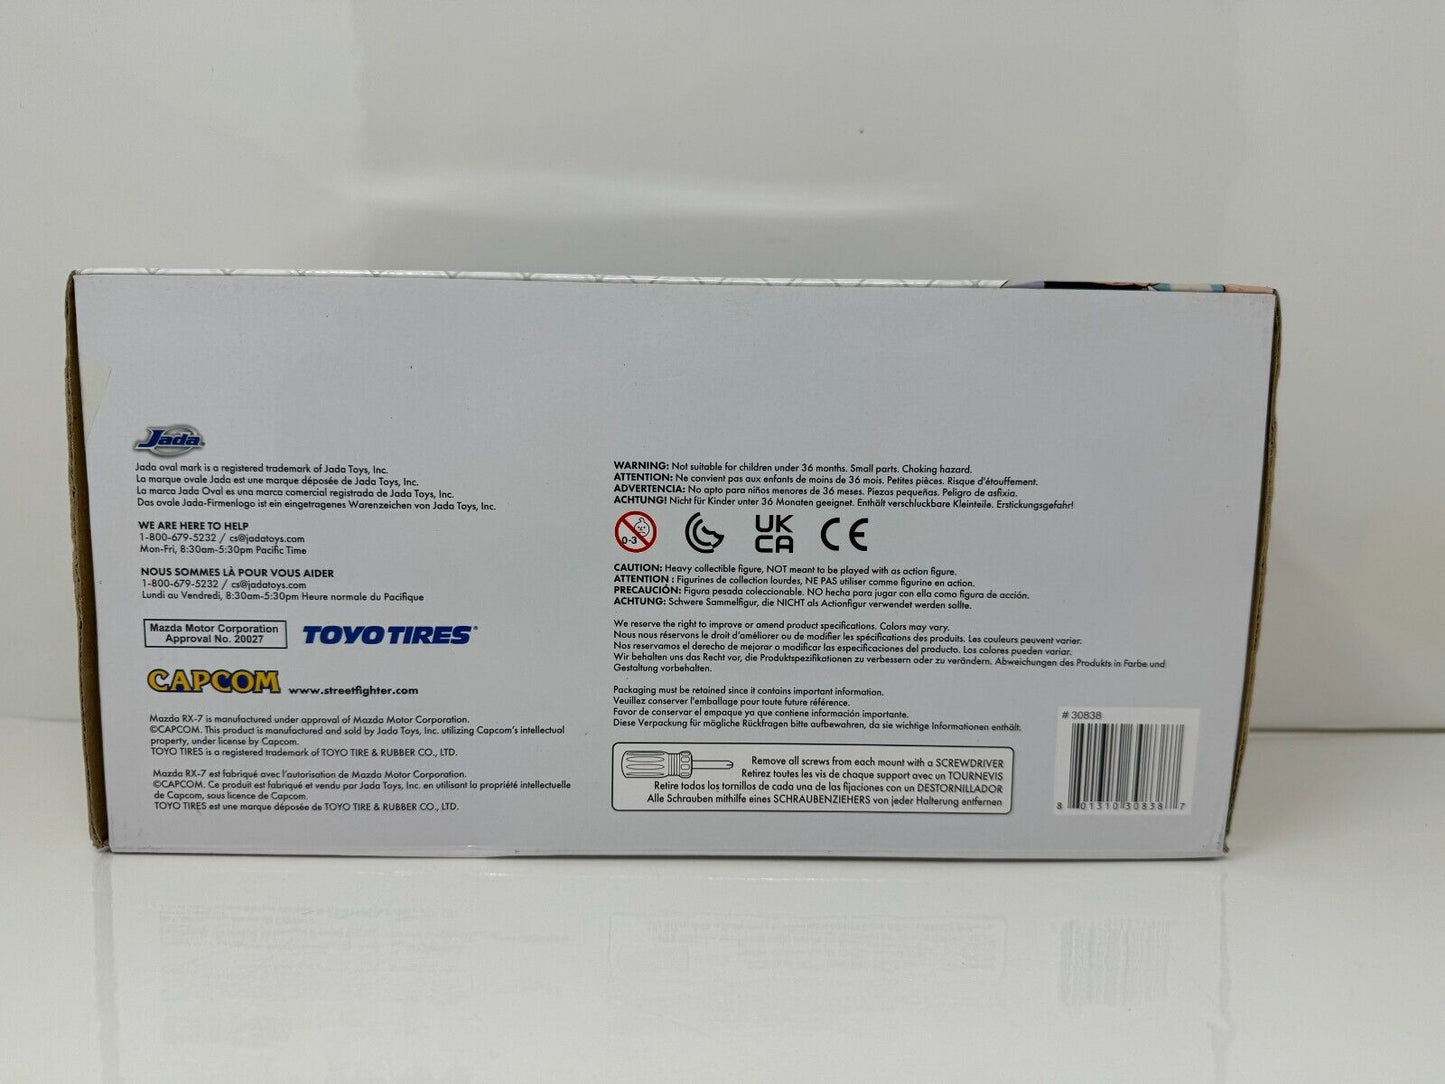 Jada
Jada oval mark is a registered trademark of Jada Toys, Inc.
La marque ovale Jada est une marque déposée de Jada Toys, Inc.
La marca Jada Oval es una marca comercial registrada de Jada Toys, Inc.
Das ovale Jada-Firmenlogo ist ein eingetragenes Warenzeichen von Jada Toys, Inc.
WE ARE HERE TO HELP
1-800-679-5232 / cs@jadatoys.com
Mon-Fri, 8:30am-5:30pm Pacific Time
NOUS SOMMES LÀ POUR VOUS AIDER
1-800-679-5232 / cs@jadatoys.com
Lundi au Vendredi, 8:30am-5:30pm Heure normale du Pacifique
Mazda Motor Corporation
Approval No. 20027
TOYO TIRES
CAPCOM www.streetfighter.com
Mazda RX-7 is manufactured under approval of Mazda Motor Corporation.
©CAPCOM. This product is manufactured and sold by Jada Toys, Inc. utilizing Capcom's intellectual
property, under license by Capcom.
TOYO TIRES is a registered trademark of TOYO TIRE & RUBBER CO., LTD.
Mazda RX-7 est fabriqué avec l'autorisation de Mazda Motor Corporation.
©CAPCOM. Ce produit est fabriqué et vendu par Jada Toys, Inc. en utilisant la propriété intellectuelle
de Capcom, sous licence de Capcom.
TOYO TIRES est une marque déposée de TOYO TIRE & RUBBER CO., LTD.
WARNING: Not suitable for children under 36 months. Small parts. Choking hazard.
ATTENTION: Ne convient pas aux enfants de moins de 36 mois. Petites pièces. Risque d'étouffement.
ADVERTENCIA: No apto para niños menores de 36 meses. Piezas pequeñas. Peligro de asfixia.
ACHTUNG! Nicht für Kinder unter 36 Monaten geeignet. Enthält verschluckbare Kleinteile. Erstickungsgefahr!
0-3
UK
CA
CE
CAUTION: Heavy collectible figure, NOT meant to be played with as action figure.
ATTENTION : Figurines de collection lourdes, NE PAS utiliser comme figurine en action.
PRECAUCIÓN: Figura pesada coleccionable. NO hecha para jugar con ella como figura de acción.
ACHTUNG: Schwere Sammelfigur, die NICHT als Actionfigur verwendet werden sollte.
We reserve the right to improve or amend product specifications. Colors may vary.
Nous nous réservons le droit d'améliorer ou de modifier les spécifications des produits. Les couleurs peuvent varier.
Nos reservamos el derecho de mejorar o modificar las especificaciones del producto. Los colores pueden variar.
Wir behalten uns das Recht vor, die Produktspezifikationen zu verbessern oder zu verändern. Abweichungen des Produkts in Farbe und
Gestaltung vorbehalten.
Packaging must be retained since it contains important information.
Veuillez conserver l'emballage pour toute future référence.
Favor de conservar el empaque ya que contiene información importante.
Diese Verpackung für mögliche Rückfragen bitte aufbewahren, da sie wichtige Informationen enthält.
Remove all screws from each mount with a SCREWDRIVER
Retirez toutes les vis de chaque support avec un TOURNEVIS
Retire todos los tornillos de cada una de las fijaciones con un DESTORNILLADOR
Alle Schrauben mithilfe eines SCHRAUBENZIEHERS von jeder Halterung entfernen
# 30838
8 01310 30838 7